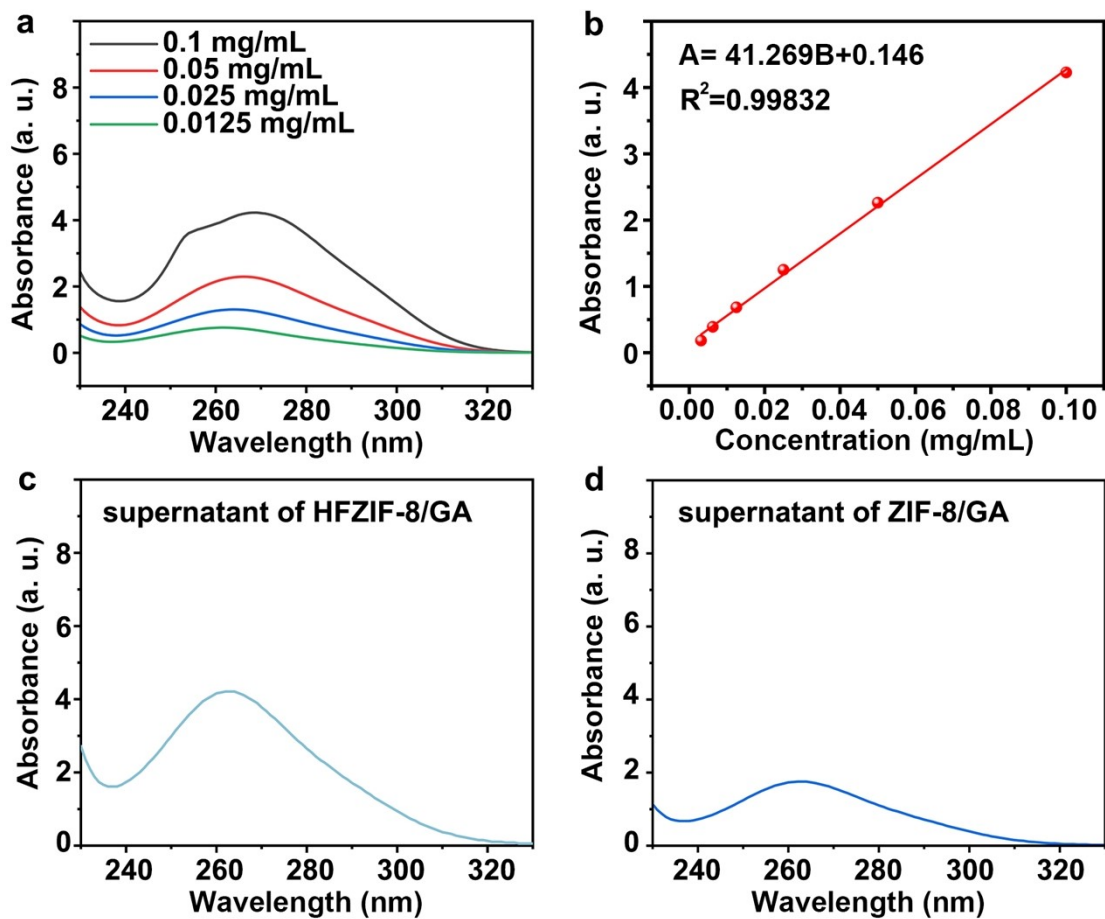 a
0.1 mg/mL
0.05 mg/mL
0.025 mg/mL
0.0125 mg/mL
8
6
4
2
0
Absorbance (a. u.)
240 260 280 300 320
Wavelength (nm)
b
A= 41.269B+0.146
R²=0.99832
4
3
2
1
0
Absorbance (a. u.)
0.00 0.02 0.04 0.06 0.08 0.10
Concentration (mg/mL)
c
supernatant of HFZIF-8/GA
8
6
4
2
0
Absorbance (a. u.)
240 260 280 300 320
Wavelength (nm)
d
supernatant of ZIF-8/GA
8
6
4
2
0
Absorbance (a. u.)
240 260 280 300 320
Wavelength (nm)